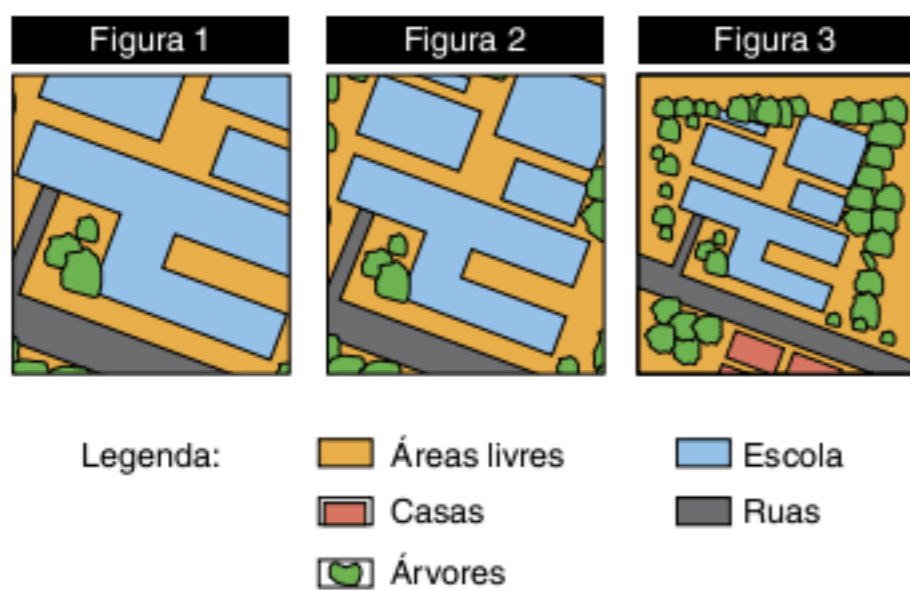 Figura 1
Figura 2
Figura 3
Legenda:
Áreas livres
Escola
Casas
Ruas
Árvores